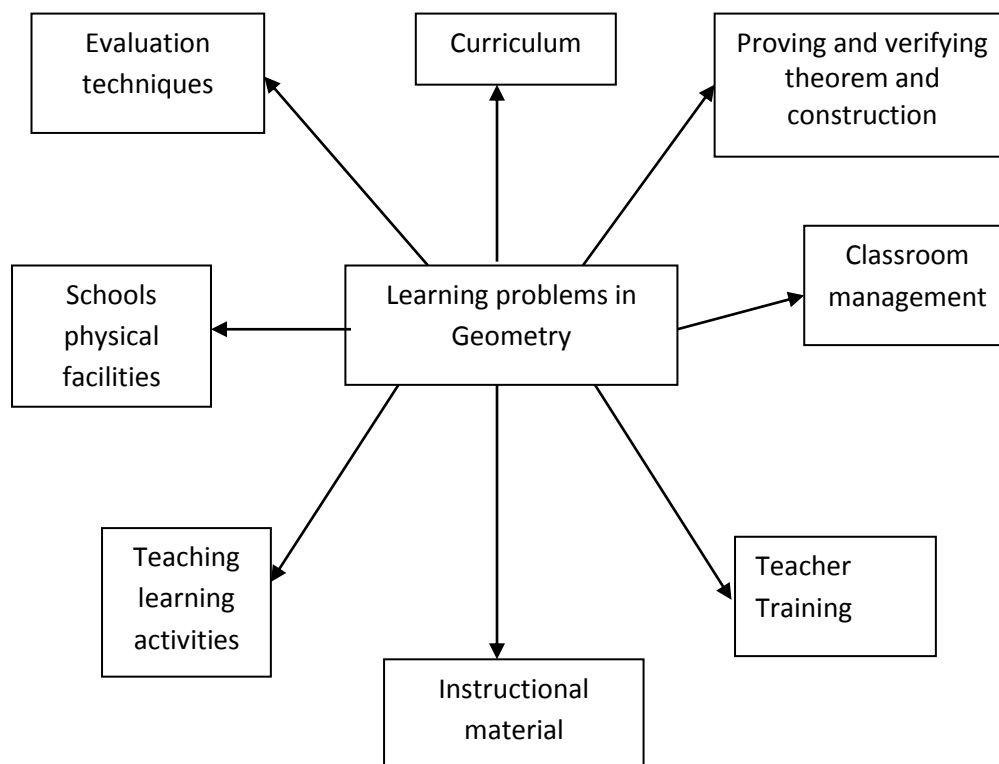 Evaluation
techniques
Curriculum
Proving and verifying
theorem and
construction
Schools
physical
facilities
Learning problems in
Geometry
Classroom
management
Teaching
learning
activities
Instructional
material
Teacher
Training